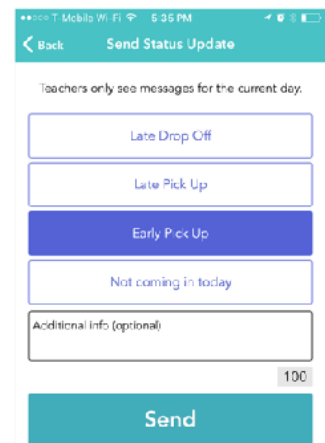 T-Mobile Wi-Fi 5:35 PM
Back Send Status Update
Teachers only see messages for the current day.
Late Drop Off
Late Pick Up
Early Pick Up
Not coming in today
Additional info (optional)
100
Send